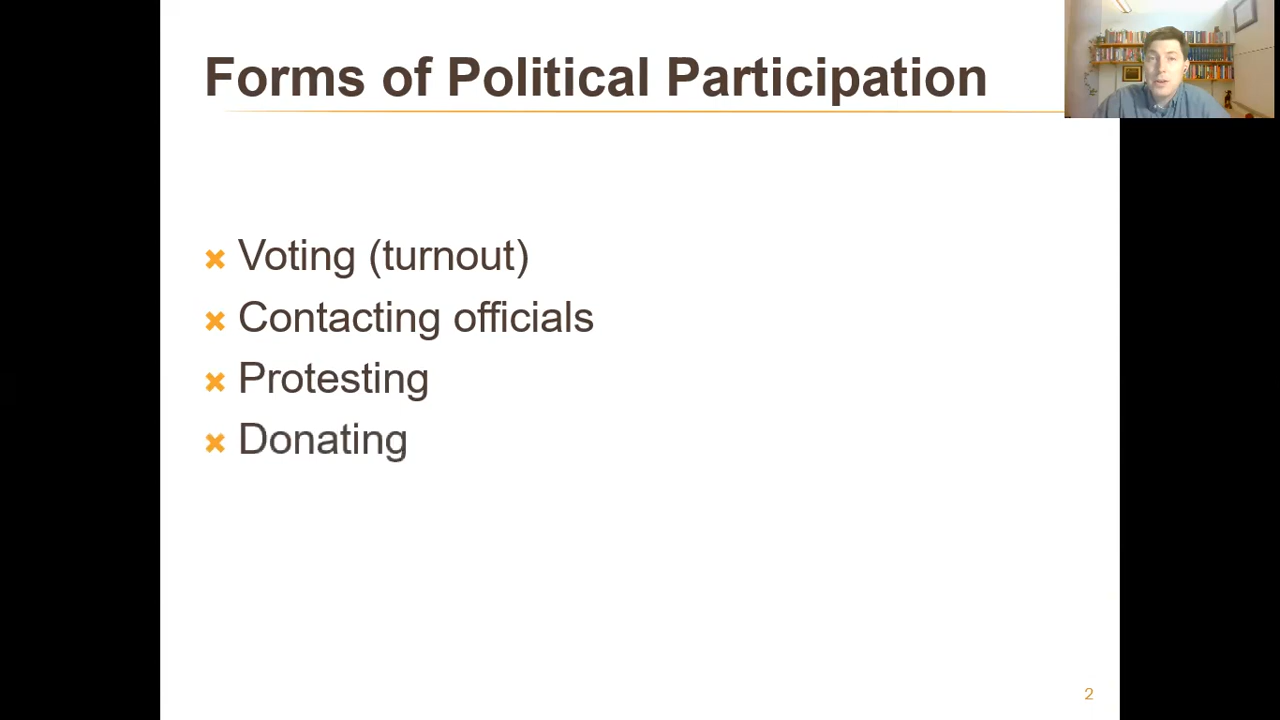 Forms of Political Participation
Voting (turnout)
Contacting officials
Protesting
Donating
2